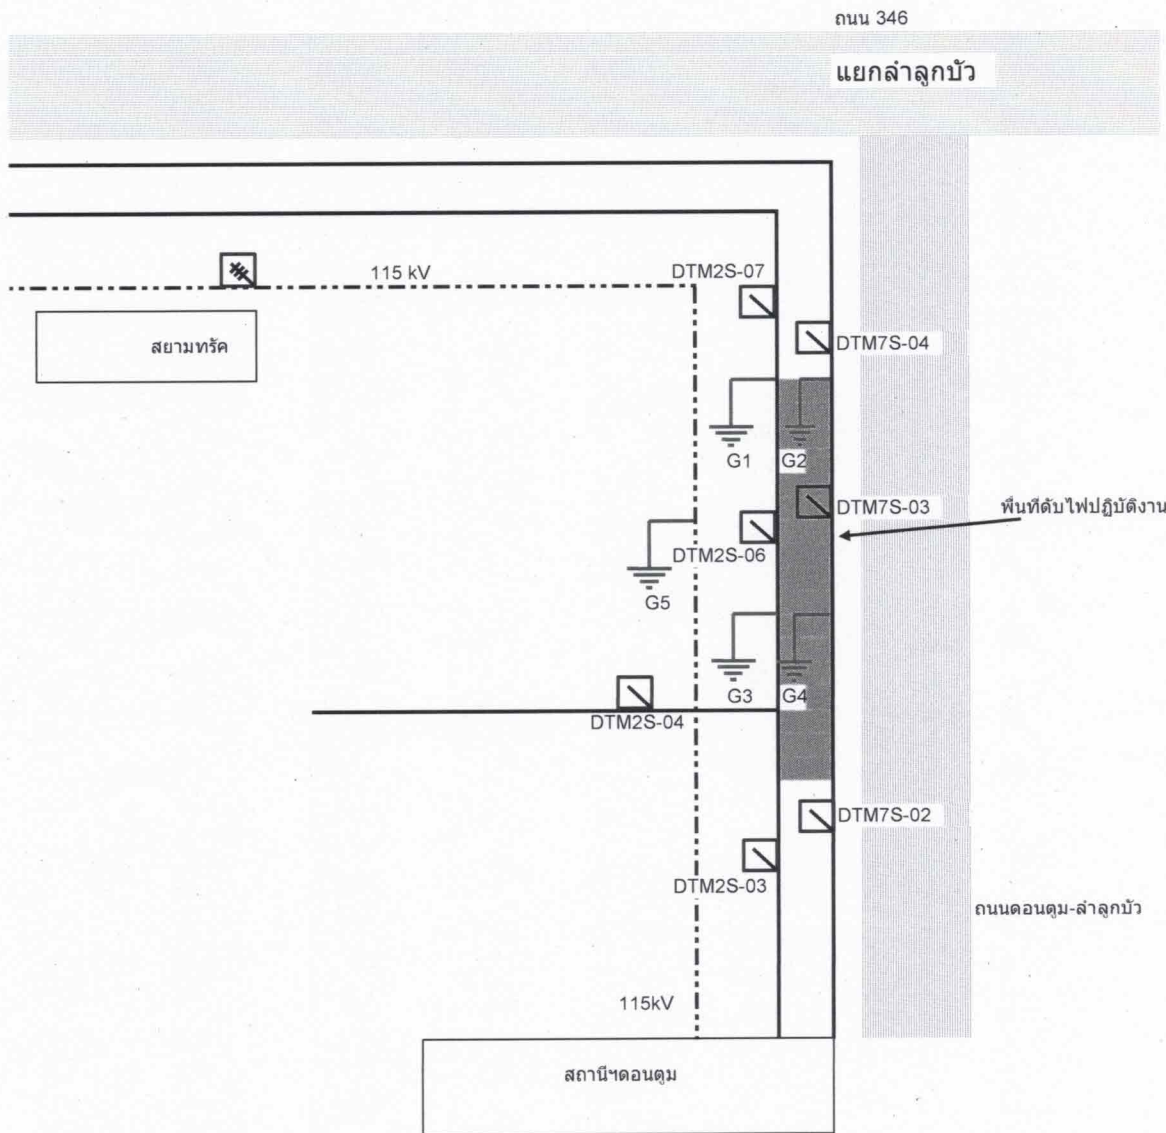 ถนน 346
แยกลำลูกบัว
115 kV
DTM2S-07
สยามทรัค
DTM7S-04
G1
G2
DTM7S-03
พื้นที่ดับไฟปฏิบัติงาน
DTM2S-06
G5
G3
G4
DTM2S-04
DTM7S-02
DTM2S-03
ถนนดอนตูม-ลำลูกบัว
115kV
สถานีฯดอนตูม